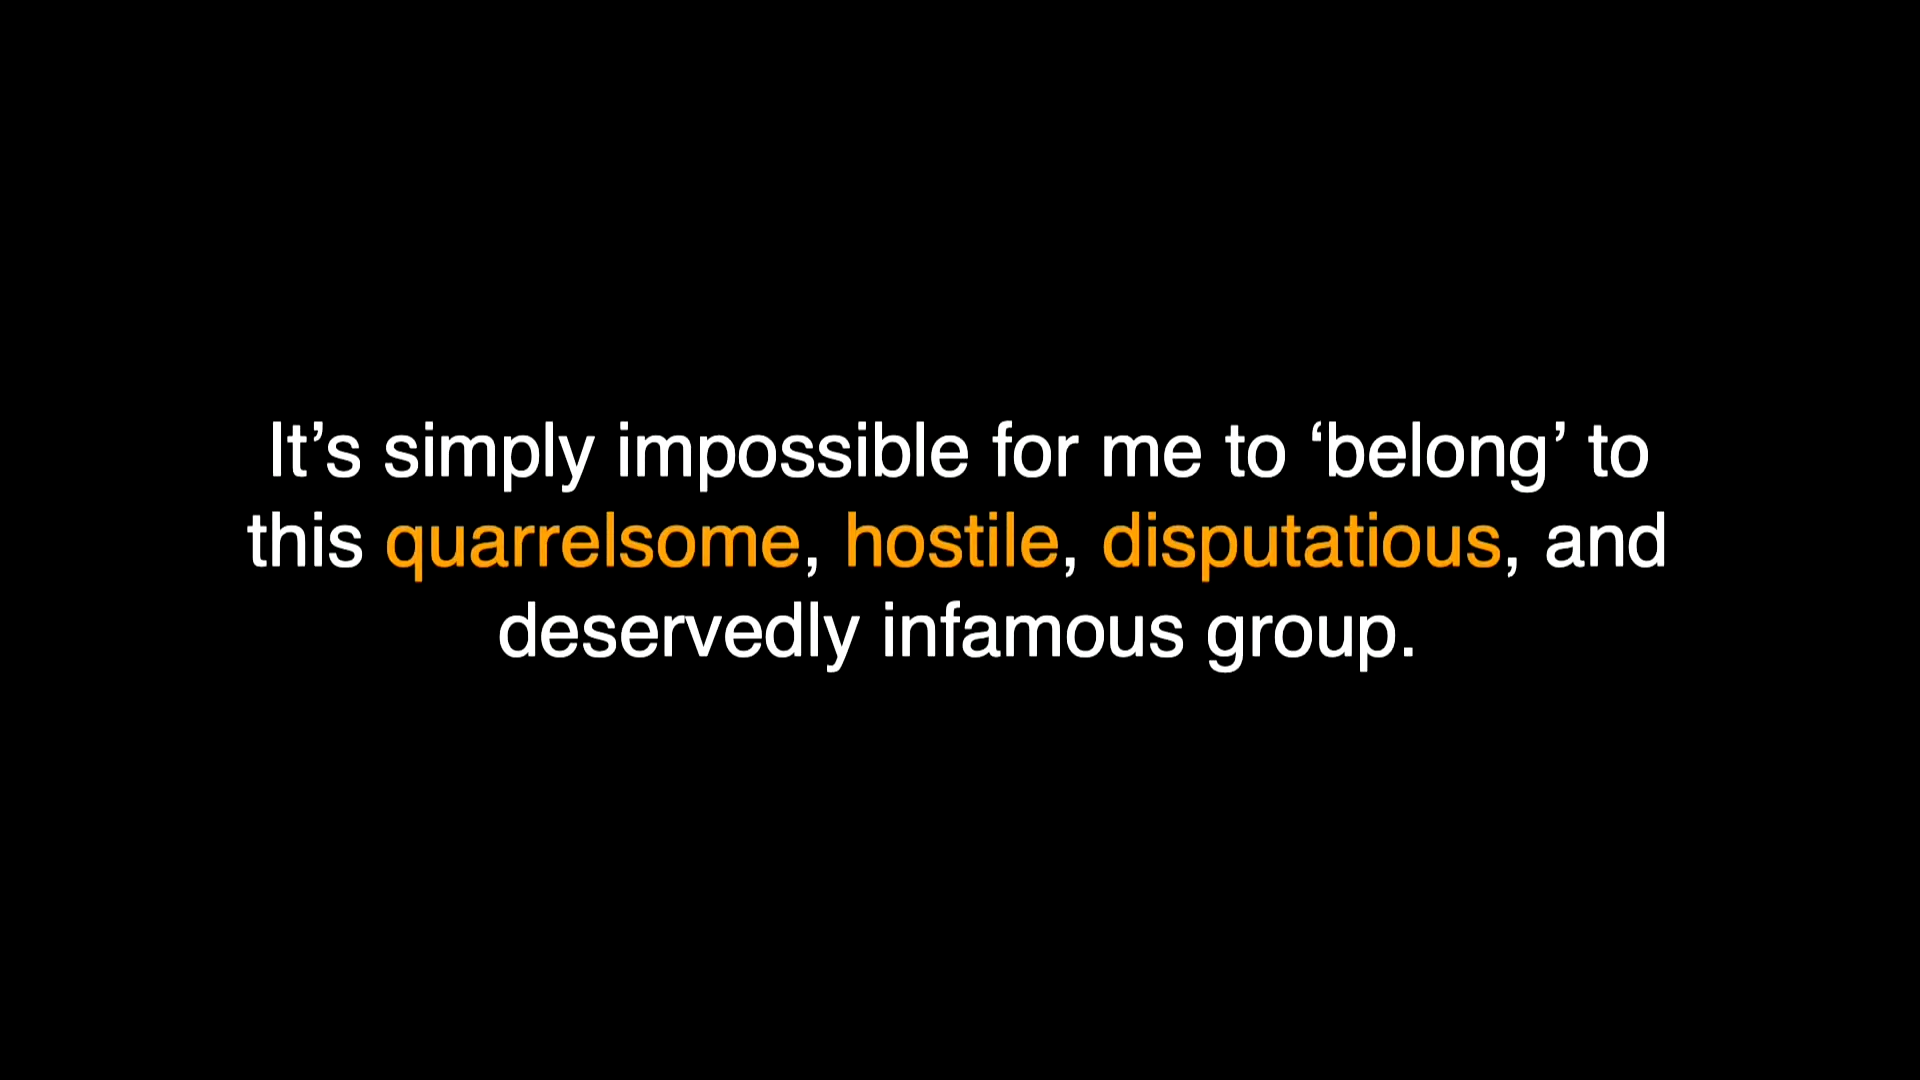 It’s simply impossible for me to ‘belong’ to
this quarrelsome, hostile, disputatious, and
deservedly infamous group.